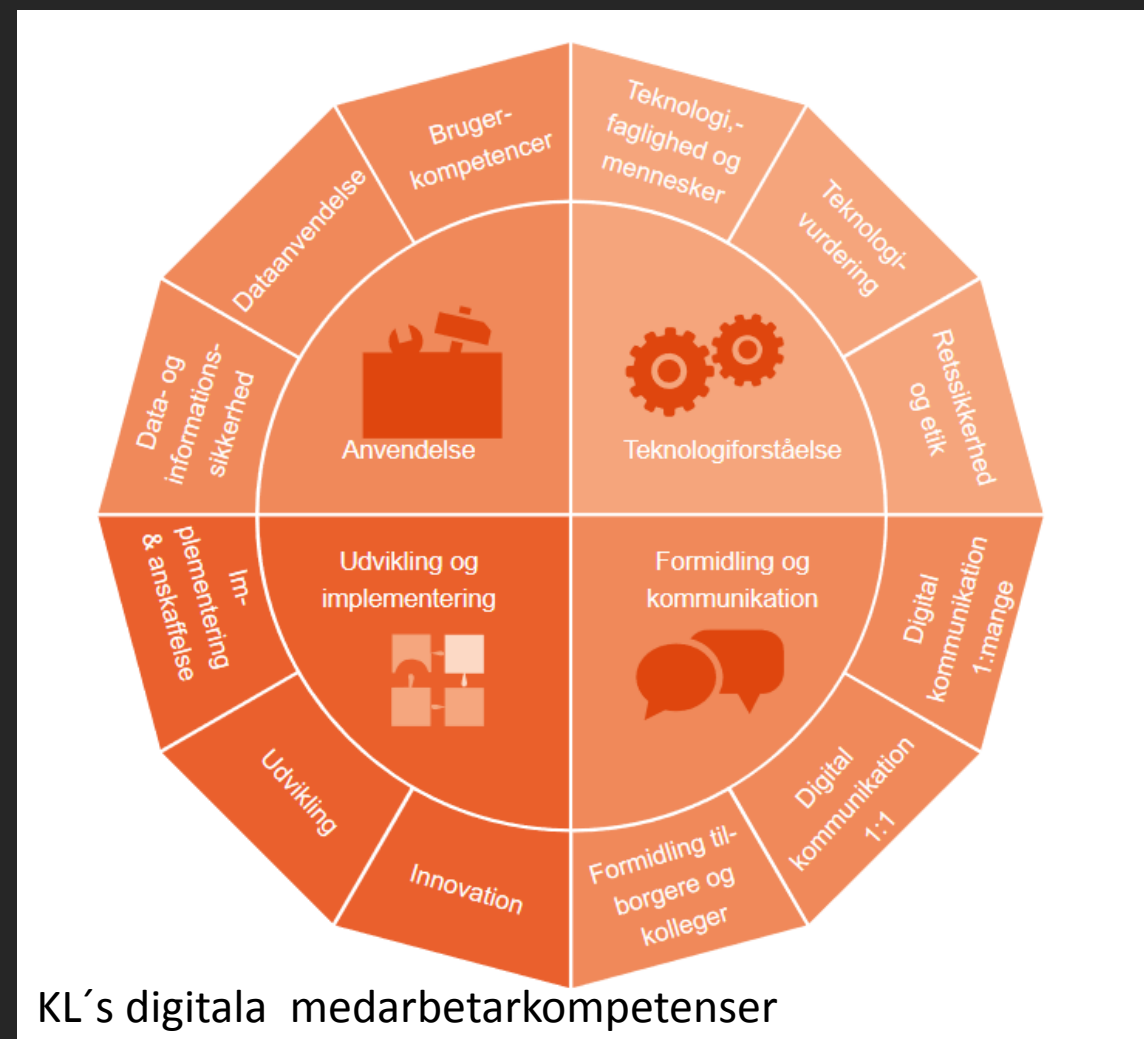 Bruger-
kompetencer
Teknologi,-
faglighed og
mennesker
Teknologi-
vurdering
Retssikkerhed
og etik
Digital
kommunikation
1:mange
Digital
kommunikation
1:1
Formidling til-
borgere og
kolleger
Innovation
Udvikling
Im-
plementering
& anskaffelse
Data- og
informations-
sikkerhed
Dataanvendelse
Anvendelse
Teknologiforståelse
Udvikling og
implementering
Formidling og
kommunikation
KL´s digitala  medarbetarkompetenser